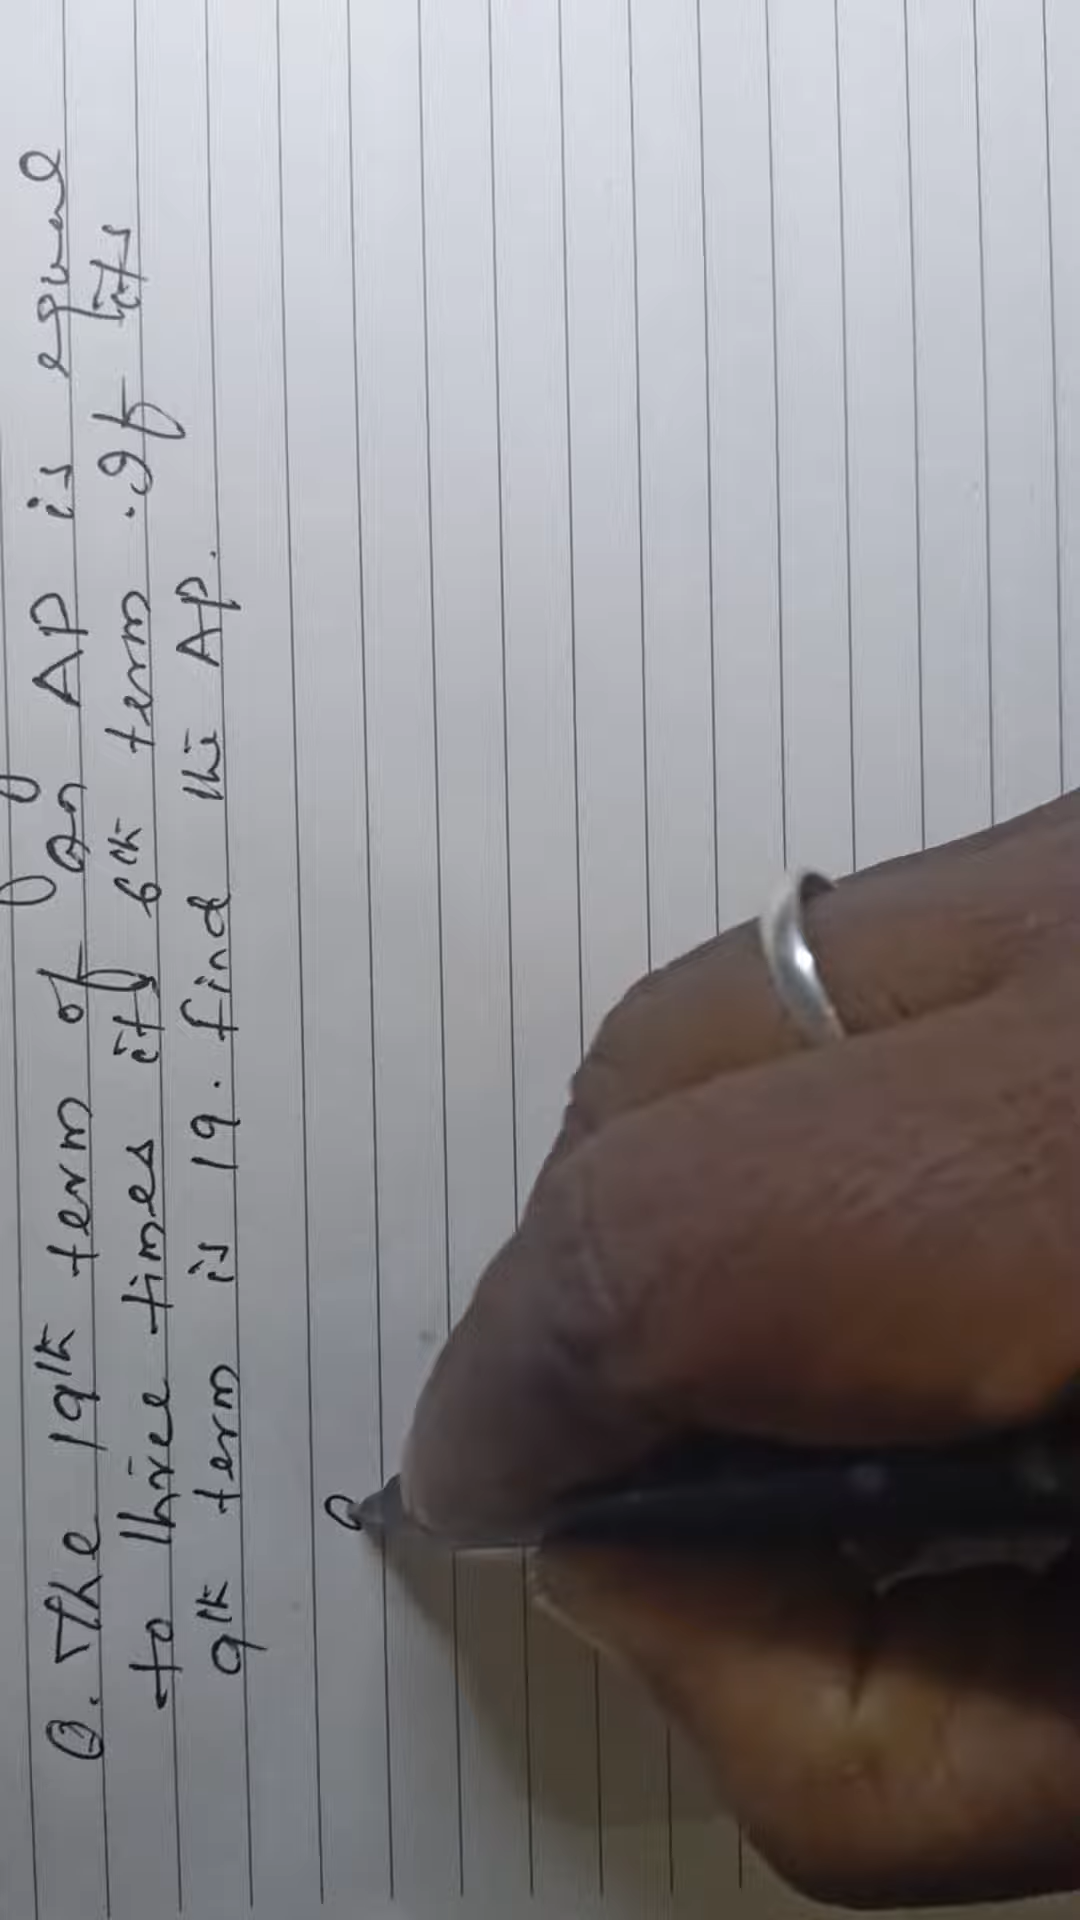 Q. The 19th term of an AP is equal
to three times its 6th term. If its
9th term is 19. find the AP.
a